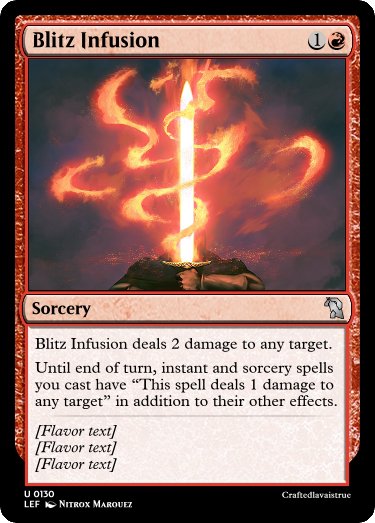 Blitz Infusion 1
Sorcery
Blitz Infusion deals 2 damage to any target.
Until end of turn, instant and sorcery spells
you cast have “This spell deals 1 damage to
any target” in addition to their other effects.
[Flavor text]
[Flavor text]
[Flavor text]
U 0130
LEF Nitrox Marquez
Craftedlavaistrue